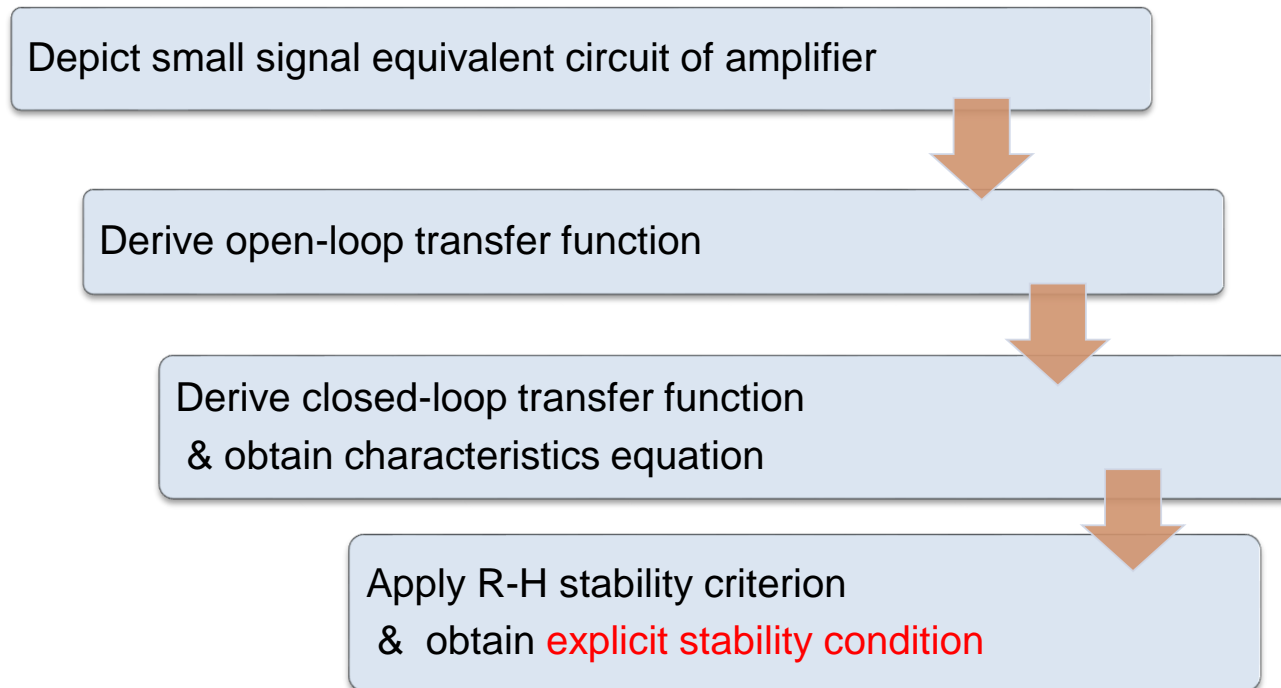 Depict small signal equivalent circuit of amplifier
Derive open-loop transfer function
Derive closed-loop transfer function
& obtain characteristics equation
Apply R-H stability criterion
& obtain explicit stability condition